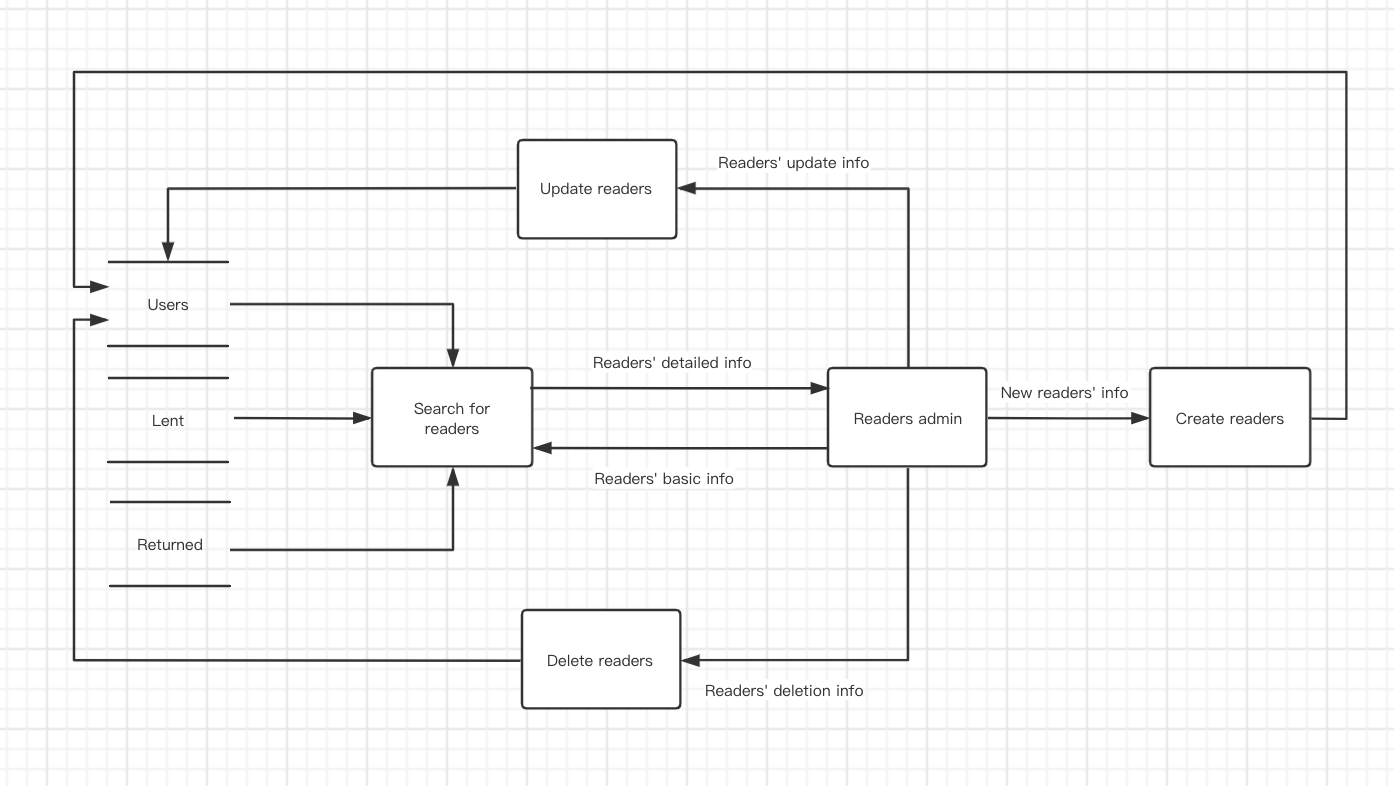 Readers' update info
Update readers
Users
Readers' detailed info
New readers' info
Search for
readers
Lent
Readers admin
Create readers
Readers' basic info
Returned
Delete readers
Readers' deletion info